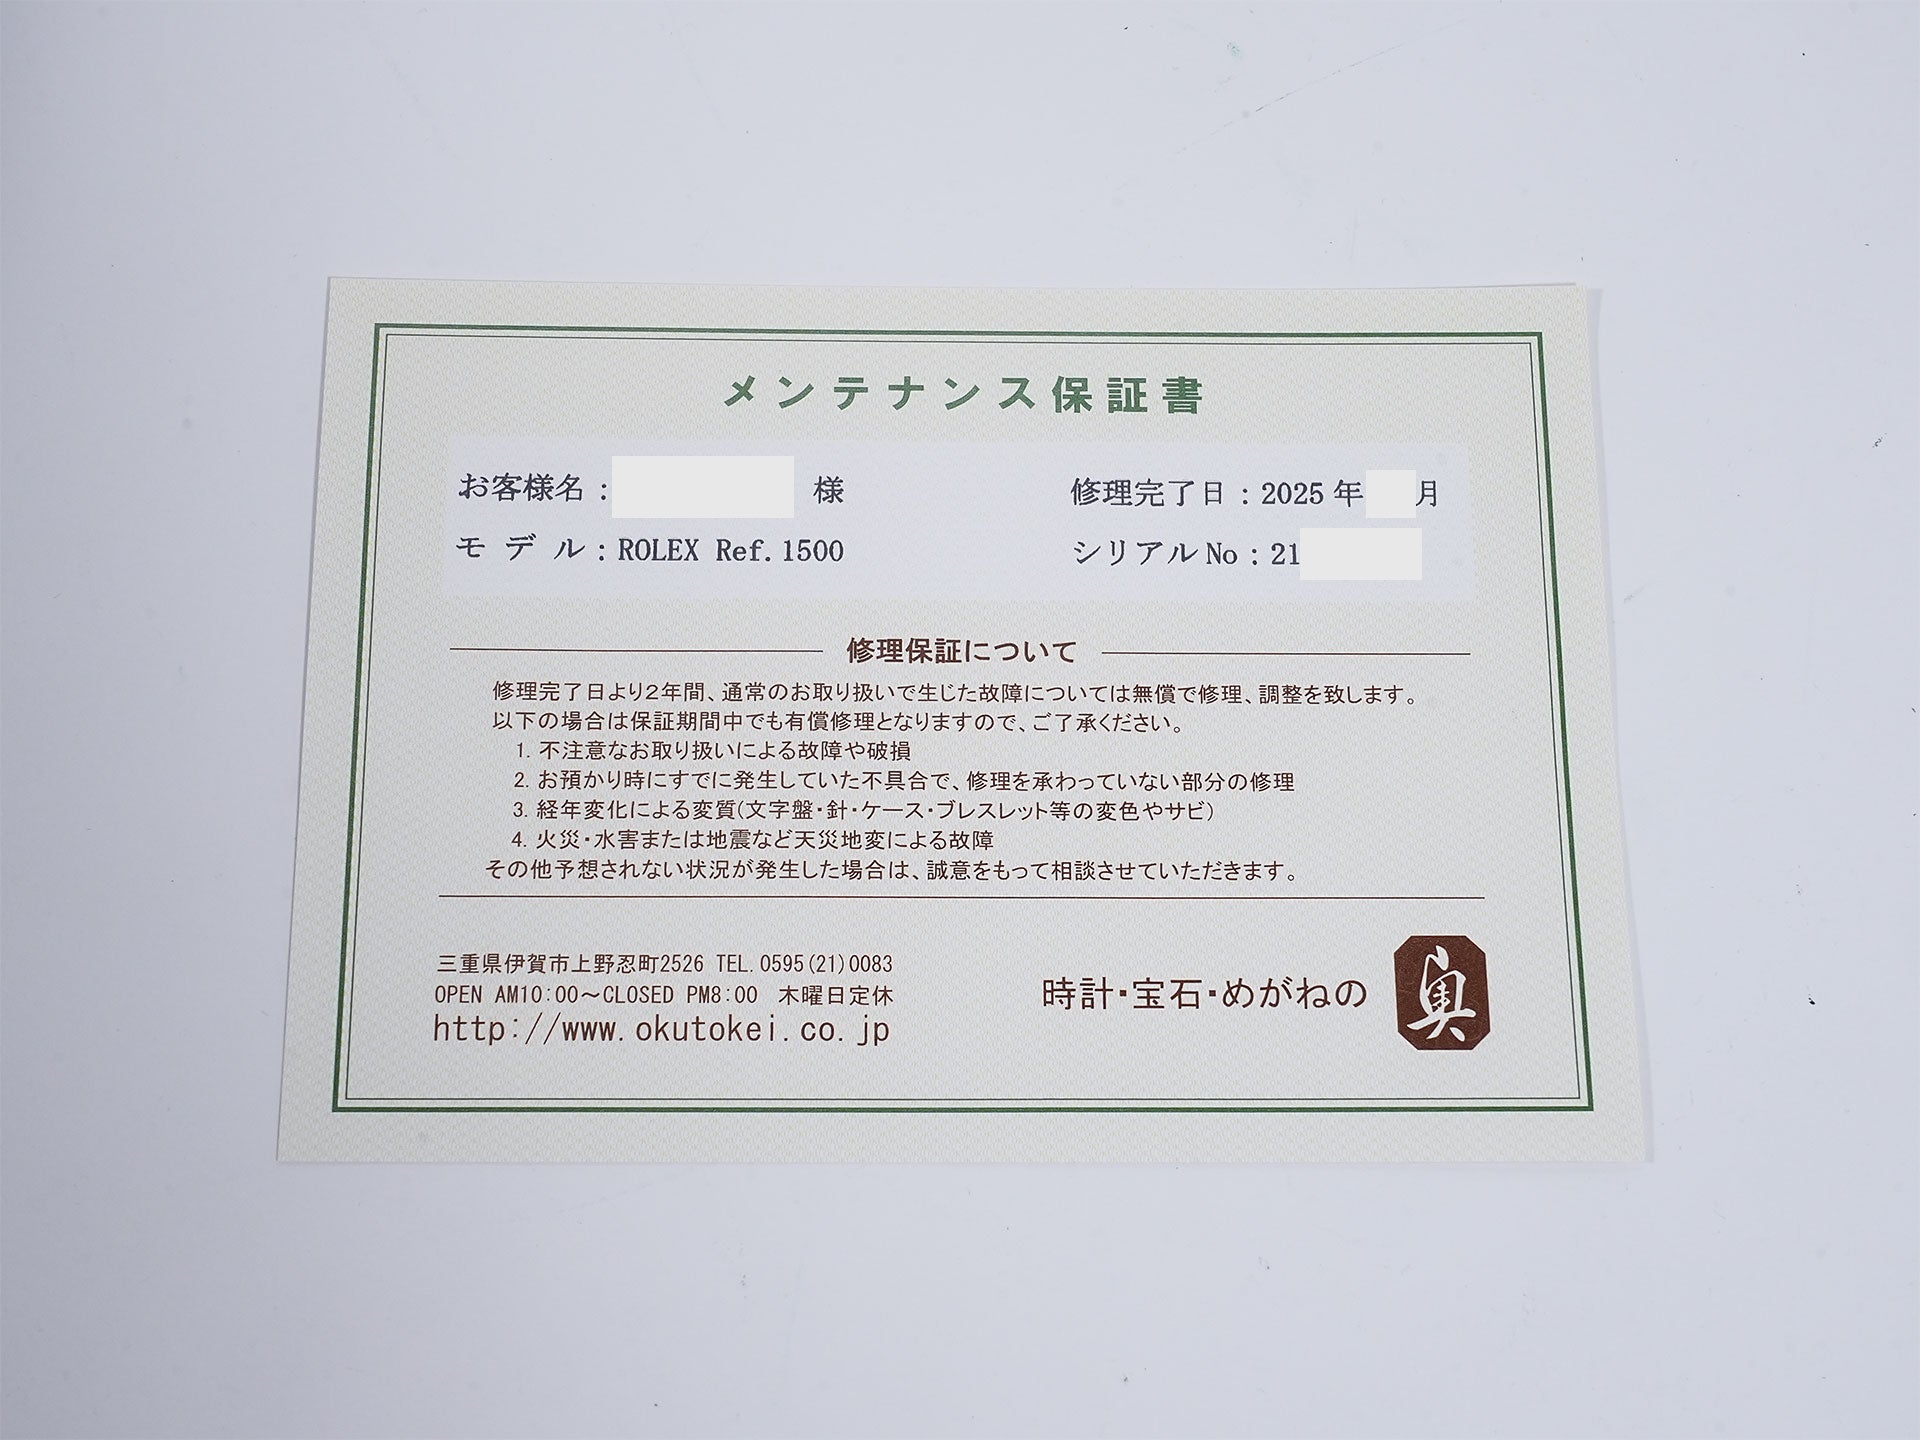 メンテナンス保証書
お客様名： 様
修理完了日：2025年 月
モデル：ROLEX Ref.1500
シリアルNo：21
修理保証について
修理完了日より2年間、通常のお取り扱いで生じた故障については無償で修理、調整を致します。
以下の場合は保証期間中でも有償修理となりますので、ご了承ください。
1. 不注意なお取り扱いによる故障や破損
2. お預かり時にすでに発生していた不具合で、修理を承わっていない部分の修理
3. 経年変化による変質(文字盤・針・ケース・ブレスレット等の変色やサビ)
4. 火災・水害または地震など天災地変による故障
その他予想されない状況が発生した場合は、誠意をもって相談させていただきます。
三重県伊賀市上野忍町2526 TEL.0595(21)0083
OPEN AM10:00～CLOSED PM8:00 木曜日定休
http://www.okutokei.co.jp
時計・宝石・めがねの 奥